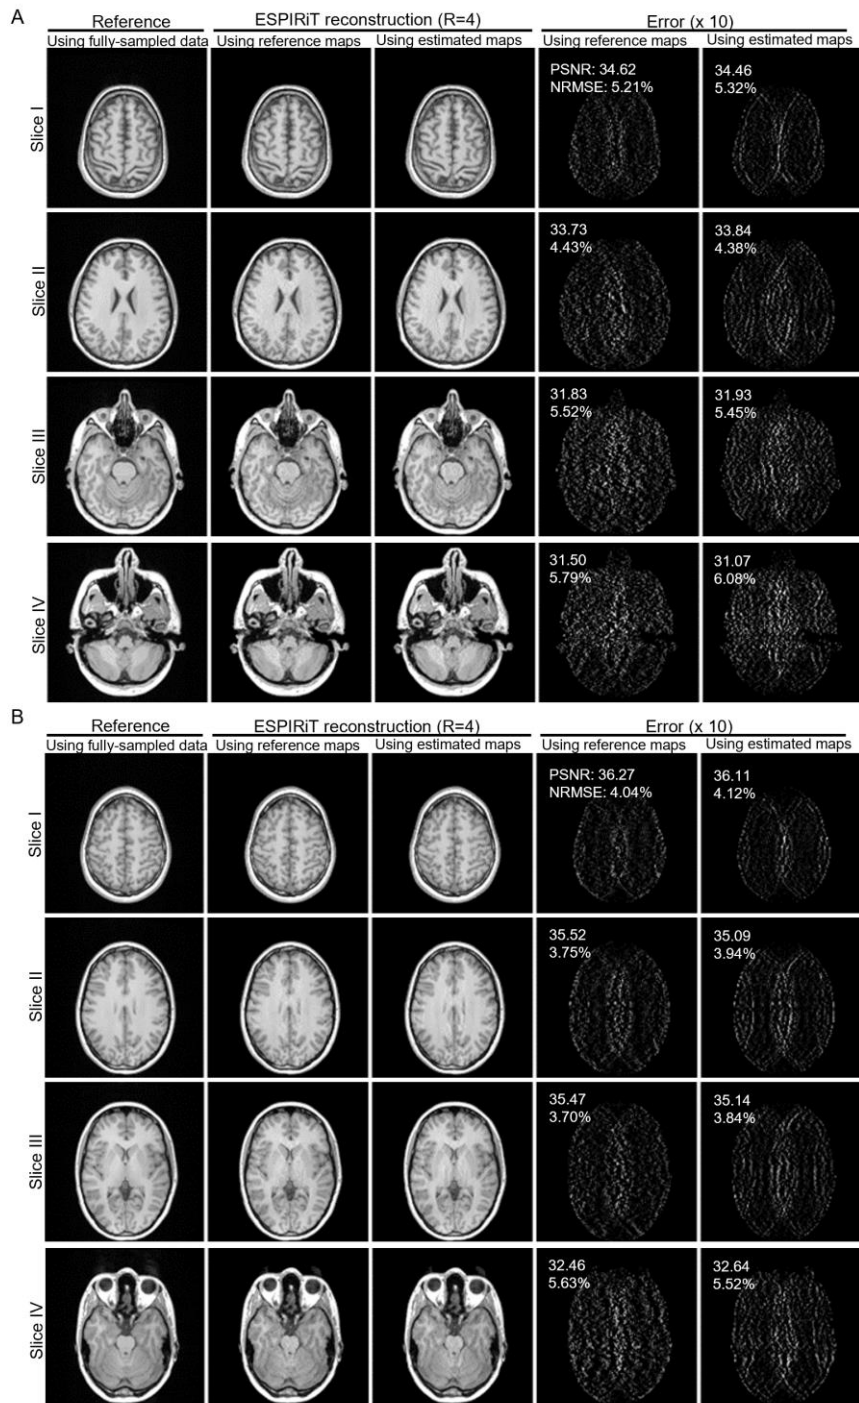 A
Reference ESPIRiT reconstruction (R=4) Error (x 10)
Using fully-sampled data Using reference maps Using estimated maps Using reference maps Using estimated maps
Slice I
PSNR: 34.62 34.46
NRMSE: 5.21% 5.32%
Slice II
33.73 33.84
4.43% 4.38%
Slice III
31.83 31.93
5.52% 5.45%
Slice IV
31.50 31.07
5.79% 6.08%
B
Reference ESPIRiT reconstruction (R=4) Error (x 10)
Using fully-sampled data Using reference maps Using estimated maps Using reference maps Using estimated maps
Slice I
PSNR: 36.27 36.11
NRMSE: 4.04% 4.12%
Slice II
35.52 35.09
3.75% 3.94%
Slice III
35.47 35.14
3.70% 3.84%
Slice IV
32.46 32.64
5.63% 5.52%